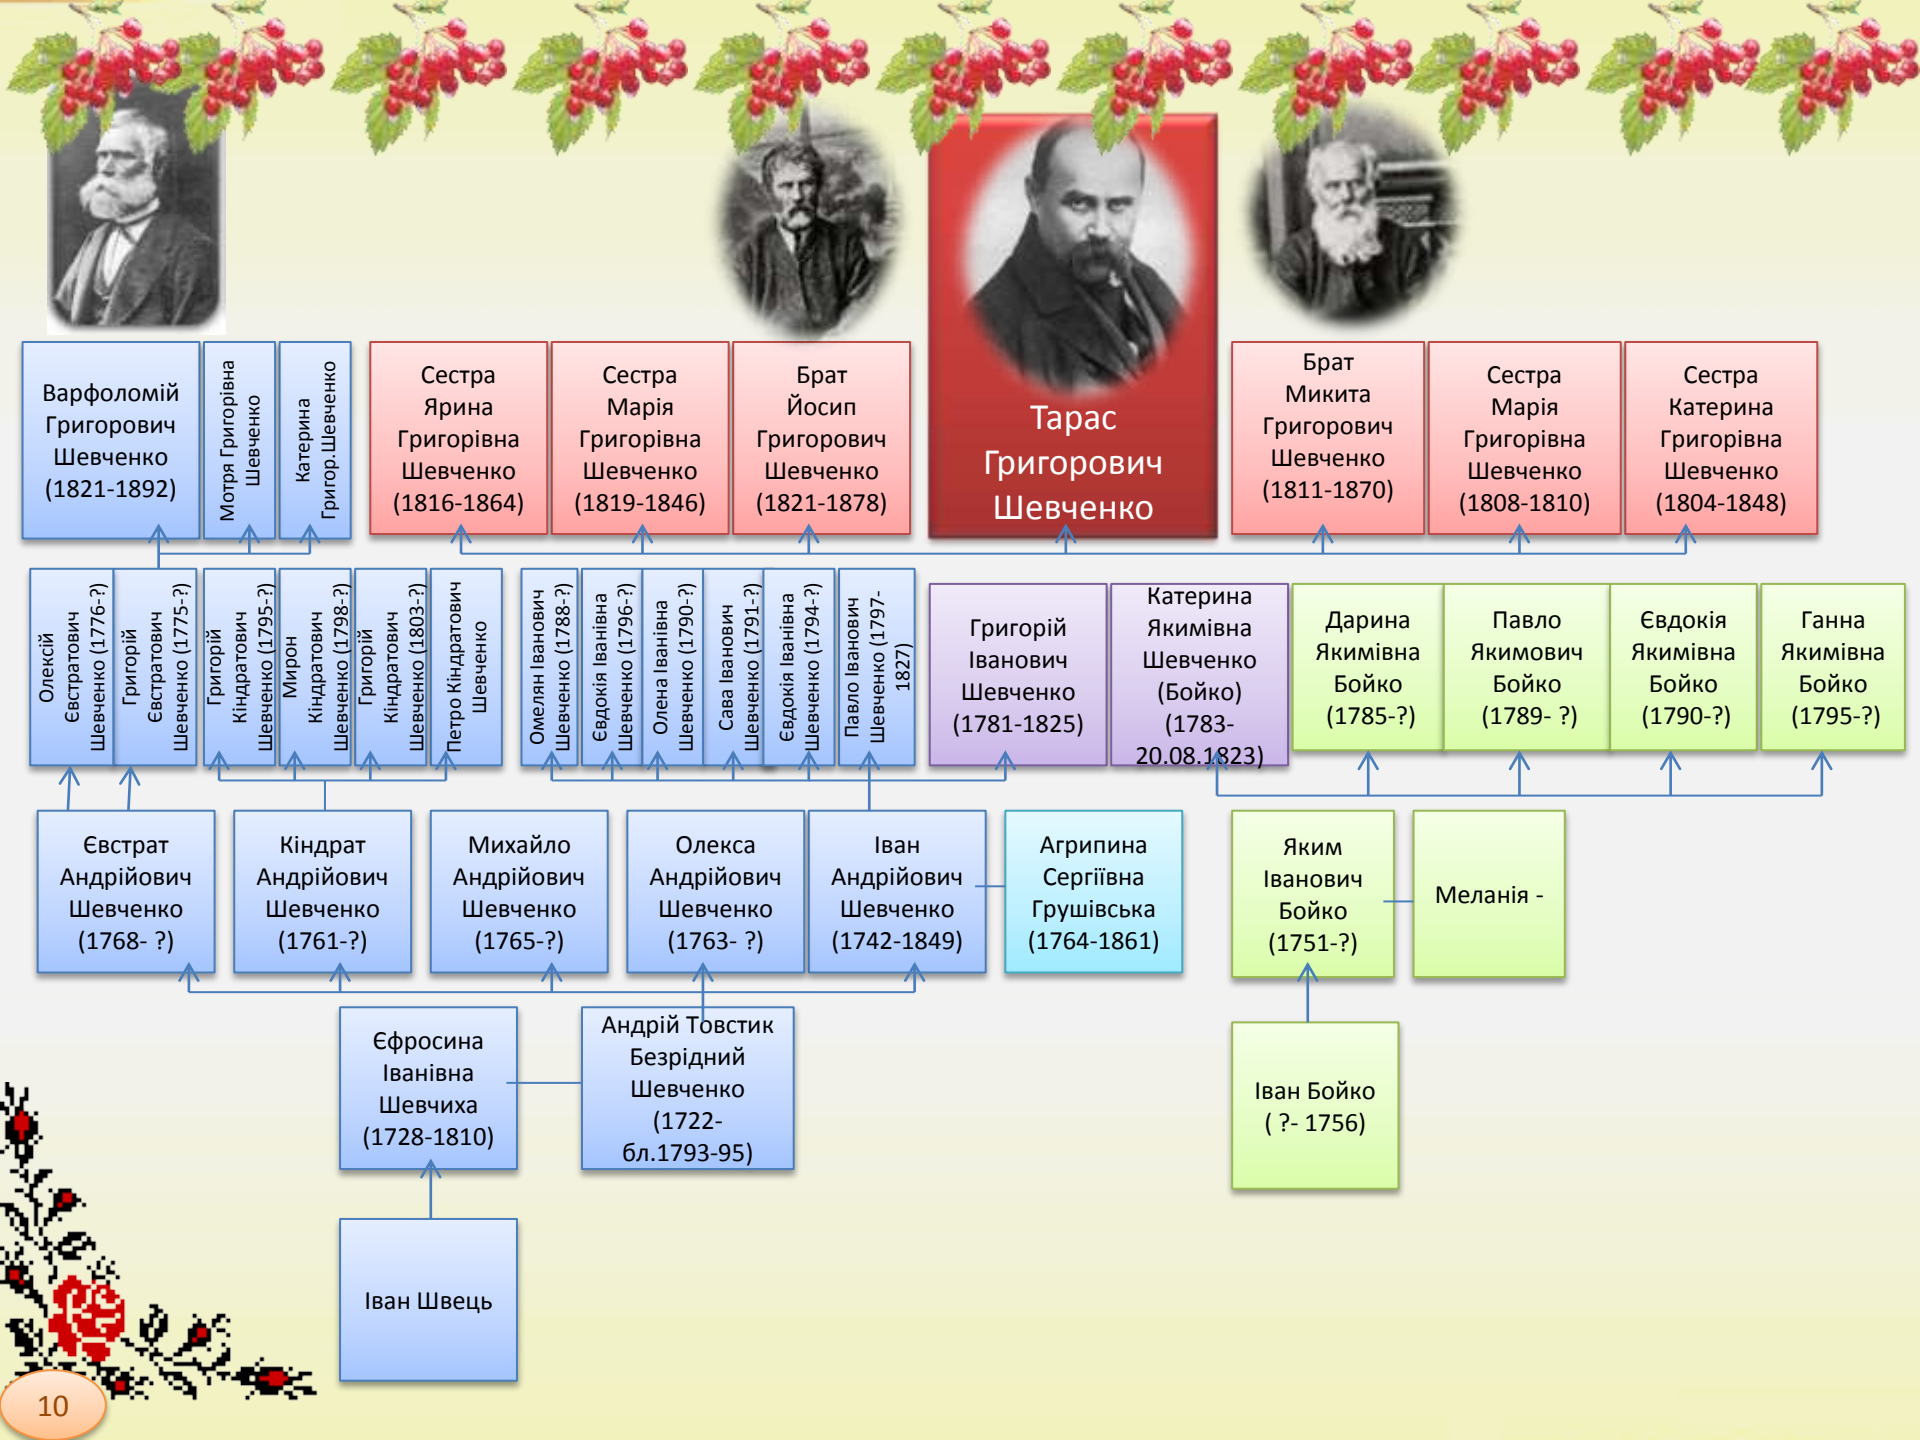 Варфоломій
Григорович
Шевченко
(1821-1892)
Мотря Григорівна
Шевченко
Катерина
Григор.Шевченко
Сестра
Ярина
Григорівна
Шевченко
(1816-1864)
Сестра
Марія
Григорівна
Шевченко
(1819-1846)
Брат
Йосип
Григорович
Шевченко
(1821-1878)
Тарас
Григорович
Шевченко
Брат
Микита
Григорович
Шевченко
(1811-1870)
Сестра
Марія
Григорівна
Шевченко
(1808-1810)
Сестра
Катерина
Григорівна
Шевченко
(1804-1848)
Олексій
Євстратович
Шевченко (1776-?)
Григорій
Євстратович
Шевченко (1775-?)
Григорій
Кіндратович
Шевченко (1795-?)
Мирон
Кіндратович
Шевченко (1798-?)
Григорій
Кіндратович
Шевченко (1803-?)
Петро Кіндратович
Шевченко
Омелян Іванович
Шевченко (1788-?)
Євдокія Іванівна
Шевченко (1796-?)
Олена Іванівна
Шевченко (1790-?)
Сава Іванович
Шевченко (1791-?)
Євдокія Іванівна
Шевченко (1794-?)
Павло Іванович
Шевченко (1797-
1827)
Григорій
Іванович
Шевченко
(1781-1825)
Катерина
Якимівна
Шевченко
(Бойко)
(1783-
20.08.1823)
Дарина
Якимівна
Бойко
(1785-?)
Павло
Якимович
Бойко
(1789- ?)
Євдокія
Якимівна
Бойко
(1790-?)
Ганна
Якимівна
Бойко
(1795-?)
Євстрат
Андрійович
Шевченко
(1768- ?)
Кіндрат
Андрійович
Шевченко
(1761-?)
Михайло
Андрійович
Шевченко
(1765-?)
Олекса
Андрійович
Шевченко
(1763- ?)
Іван
Андрійович
Шевченко
(1742-1849)
Агрипина
Сергіївна
Грушівська
(1764-1861)
Яким
Іванович
Бойко
(1751-?)
Меланія -
Єфросина
Іванівна
Шевчиха
(1728-1810)
Андрій Товстик
Безрідний
Шевченко
(1722-
бл.1793-95)
Іван Бойко
( ?- 1756)
Іван Швець
10